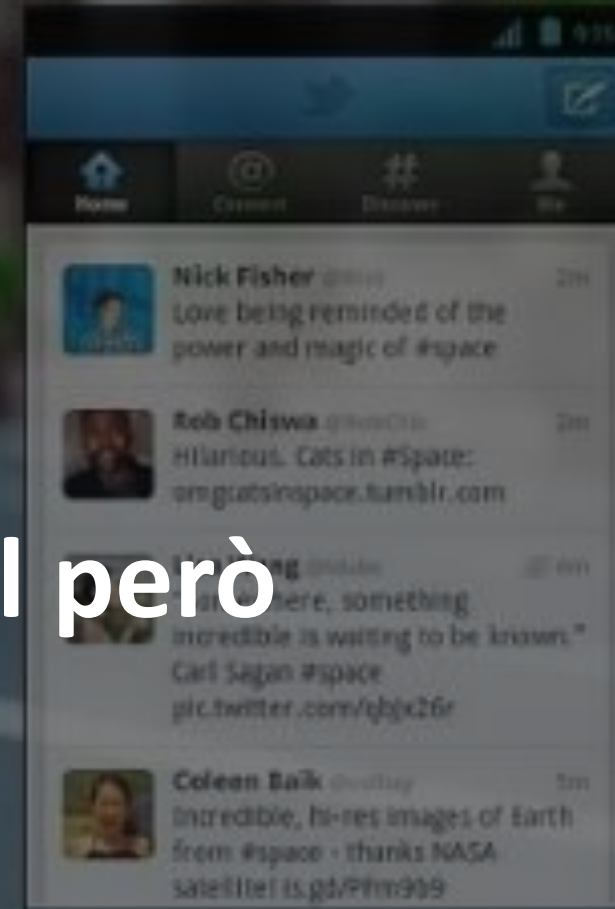 Home
Connect
Discover
Me
Nick Fisher
2m
Love being reminded of the
power and magic of #space
Rob Chiswa
2m
Hilarious. Cats in #Space:
omgcatsinspace.tumblr.com
l però
here, something
incredible is waiting to be known."
Carl Sagan #space
pic.twitter.com/qbjx26r
Coleen Baik
5m
Incredible, hi-res images of Earth
from #space - thanks NASA
satellite! is.gd/PFm9b9